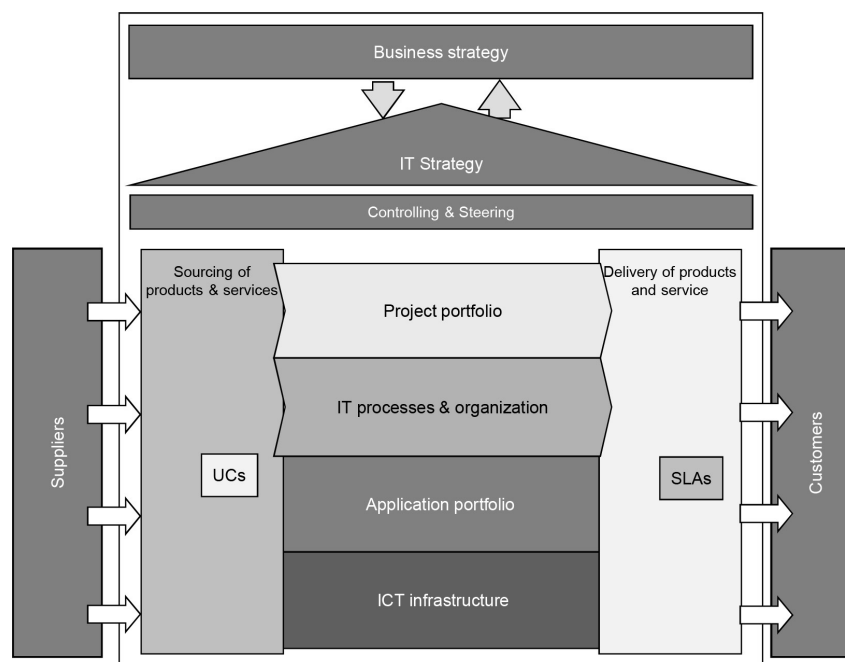 Business strategy
IT Strategy
Controlling & Steering
Suppliers
Sourcing of
products & services
UCs
Project portfolio
IT processes & organization
Application portfolio
ICT infrastructure
Delivery of products
and service
SLAs
Customers